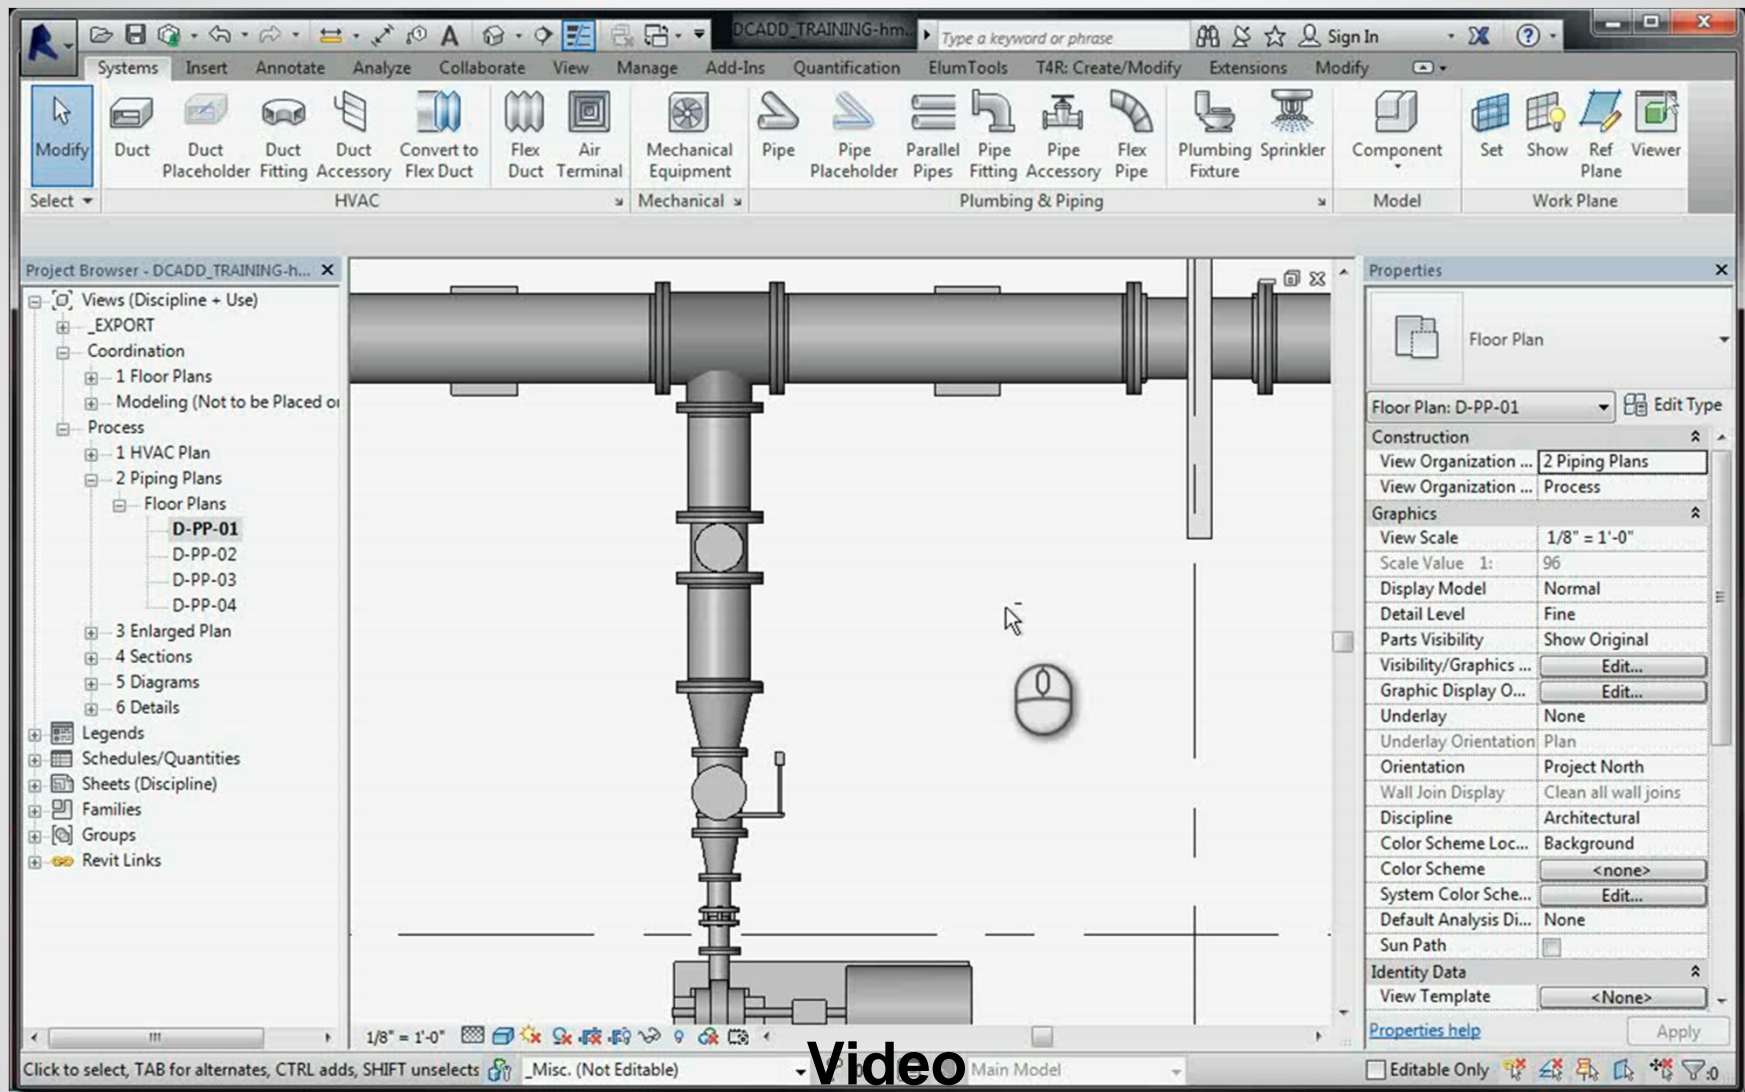 DCADD_TRAINING-hm...
Type a keyword or phrase
Sign In
Systems Insert Annotate Analyze Collaborate View Manage Add-Ins Quantification ElumTools T4R: Create/Modify Extensions Modify
Modify
Duct
Duct Placeholder
Duct Fitting
Duct Accessory
Convert to Flex Duct
Flex Duct
Air Terminal
Mechanical Equipment
Pipe
Pipe Placeholder
Parallel Pipes
Pipe Fitting
Pipe Accessory
Flex Pipe
Plumbing Fixture
Sprinkler
Component
Set
Show
Ref Plane
Viewer
Select HVAC Mechanical Plumbing & Piping Model Work Plane
Project Browser - DCADD_TRAINING-h...
Views (Discipline + Use)
_EXPORT
Coordination
1 Floor Plans
Modeling (Not to be Placed or
Process
1 HVAC Plan
2 Piping Plans
Floor Plans
D-PP-01
D-PP-02
D-PP-03
D-PP-04
3 Enlarged Plan
4 Sections
5 Diagrams
6 Details
Legends
Schedules/Quantities
Sheets (Discipline)
Families
Groups
Revit Links
Properties
Floor Plan
Floor Plan: D-PP-01 Edit Type
Construction
View Organization ... 2 Piping Plans
View Organization ... Process
Graphics
View Scale 1/8" = 1'-0"
Scale Value 1: 96
Display Model Normal
Detail Level Fine
Parts Visibility Show Original
Visibility/Graphics ... Edit...
Graphic Display O... Edit...
Underlay None
Underlay Orientation Plan
Orientation Project North
Wall Join Display Clean all wall joins
Discipline Architectural
Color Scheme Loc... Background
Color Scheme <none>
System Color Sche... Edit...
Default Analysis Di... None
Sun Path
Identity Data
View Template <None>
Properties help Apply
1/8" = 1'-0"
Click to select, TAB for alternates, CTRL adds, SHIFT unselects
_Misc. (Not Editable)
Video
Main Model
Editable Only
:0